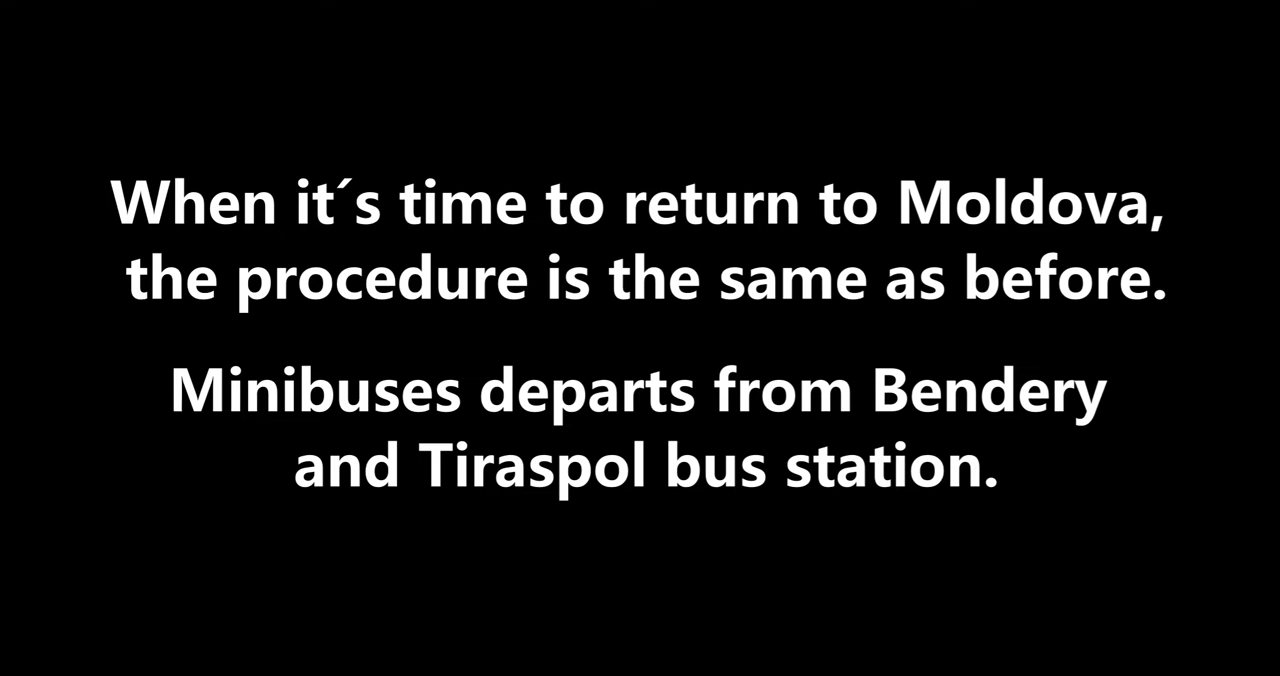 When it´s time to return to Moldova,
the procedure is the same as before.
Minibuses departs from Bendery
and Tiraspol bus station.